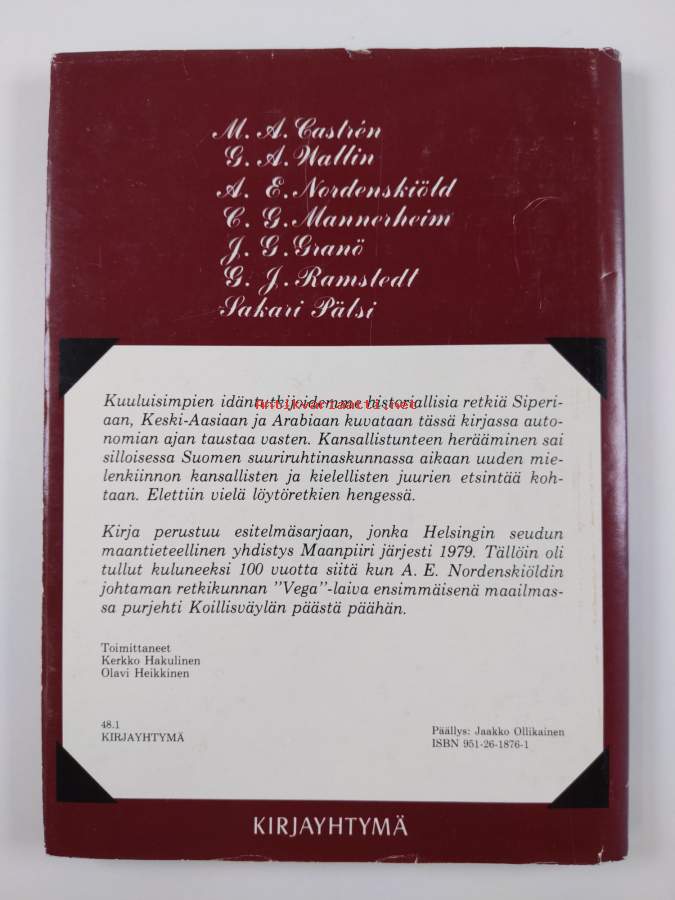 M. A. Castrén
G. A. Wallin
A. E. Nordenskiöld
C. G. Mannerheim
J. G. Granö
G. J. Ramstedt
Sakari Pälsi
Kuuluisimpien idäntutkijoidemme historiallisia retkiä Siperi-
Antikvariaatti.net
aan, Keski-Aasiaan ja Arabiaan kuvataan tässä kirjassa auto-
nomian ajan taustaa vasten. Kansallistunteen herääminen sai
silloisessa Suomen suuriruhtinaskunnassa aikaan uuden mie-
lenkiinnon kansallisten ja kielellisten juurien etsintää koh-
taan. Elettiin vielä löytöretkien hengessä.
Kirja perustuu esitelmäsarjaan, jonka Helsingin seudun
maantieteellinen yhdistys Maanpiiri järjesti 1979. Tällöin oli
tullut kuluneeksi 100 vuotta siitä kun A. E. Nordenskiöldin
johtaman retkikunnan "Vega"-laiva ensimmäisenä maailmas-
sa purjehti Koillisväylän päästä päähän.
Toimittaneet
Kerkko Hakulinen
Olavi Heikkinen
48.1
KIRJAYHTYMÄ
Päällys: Jaakko Ollikainen
ISBN 951-26-1876-1
KIRJAYHTYMÄ